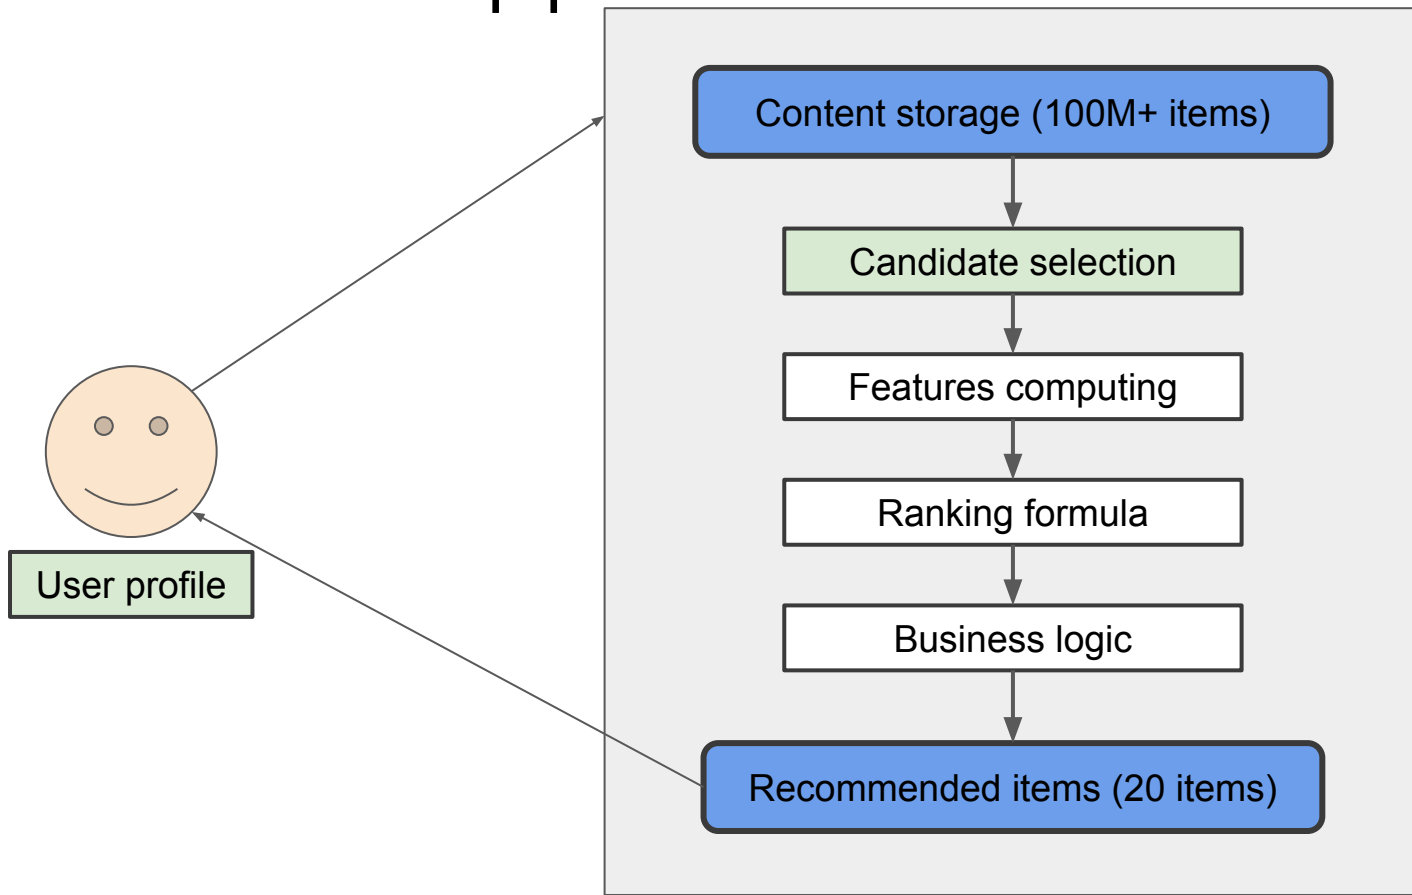 Content storage (100M+ items)
Candidate selection
Features computing
Ranking formula
Business logic
Recommended items (20 items)
User profile